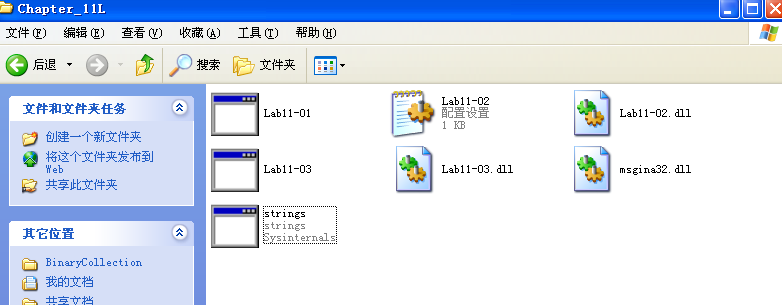 Chapter_11L
文件(F) 编辑(E) 查看(V) 收藏(A) 工具(T) 帮助(H)
后退 搜索 文件夹
文件和文件夹任务
创建一个新文件夹
将这个文件夹发布到
Web
共享此文件夹
其它位置
BinaryCollection
我的文档
共享文档
Lab11-01
Lab11-02
配置设置
1 KB
Lab11-02.dll
Lab11-03
Lab11-03.dll
msgina32.dll
strings
strings
Sysinternals